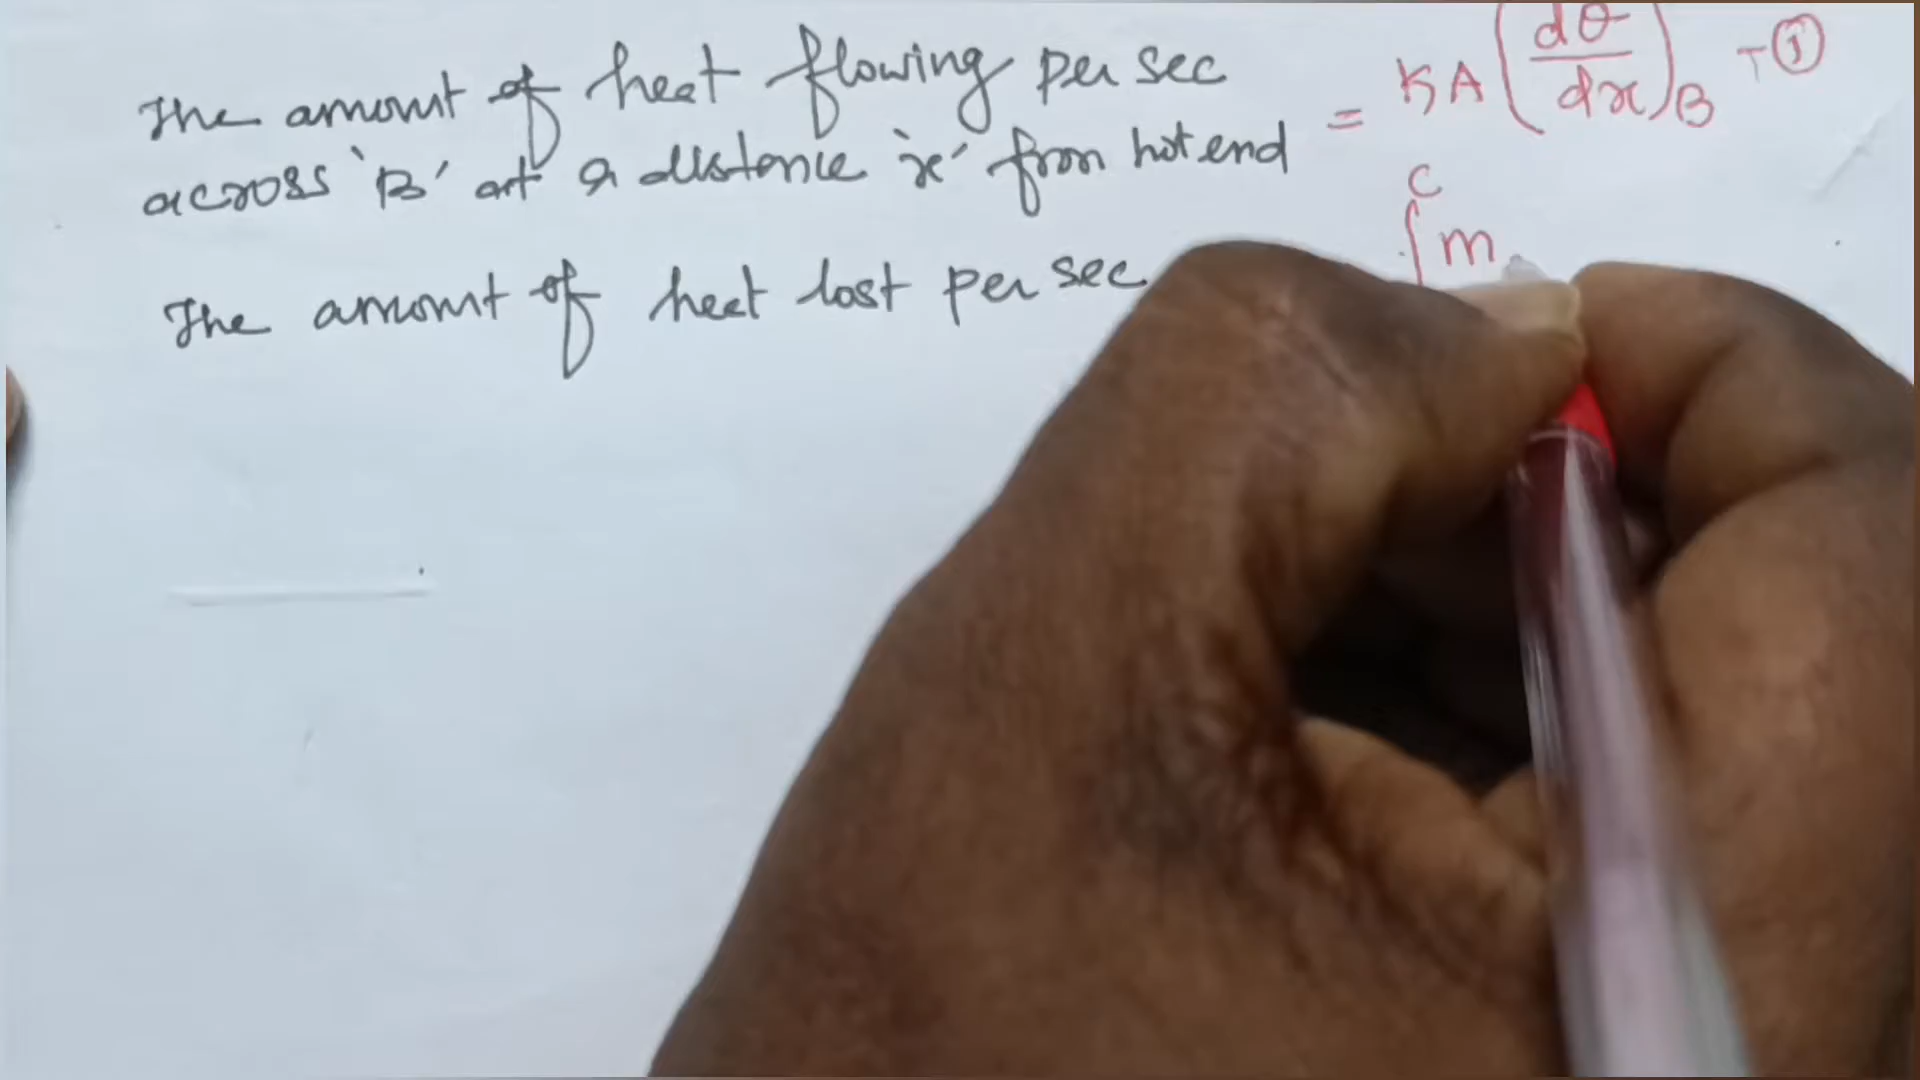 The amount of heat flowing per sec
across 'B' at a distance 'x' from hot end = KA (dθ/dx)B - ①
The amount of heat lost per sec
∫ C m